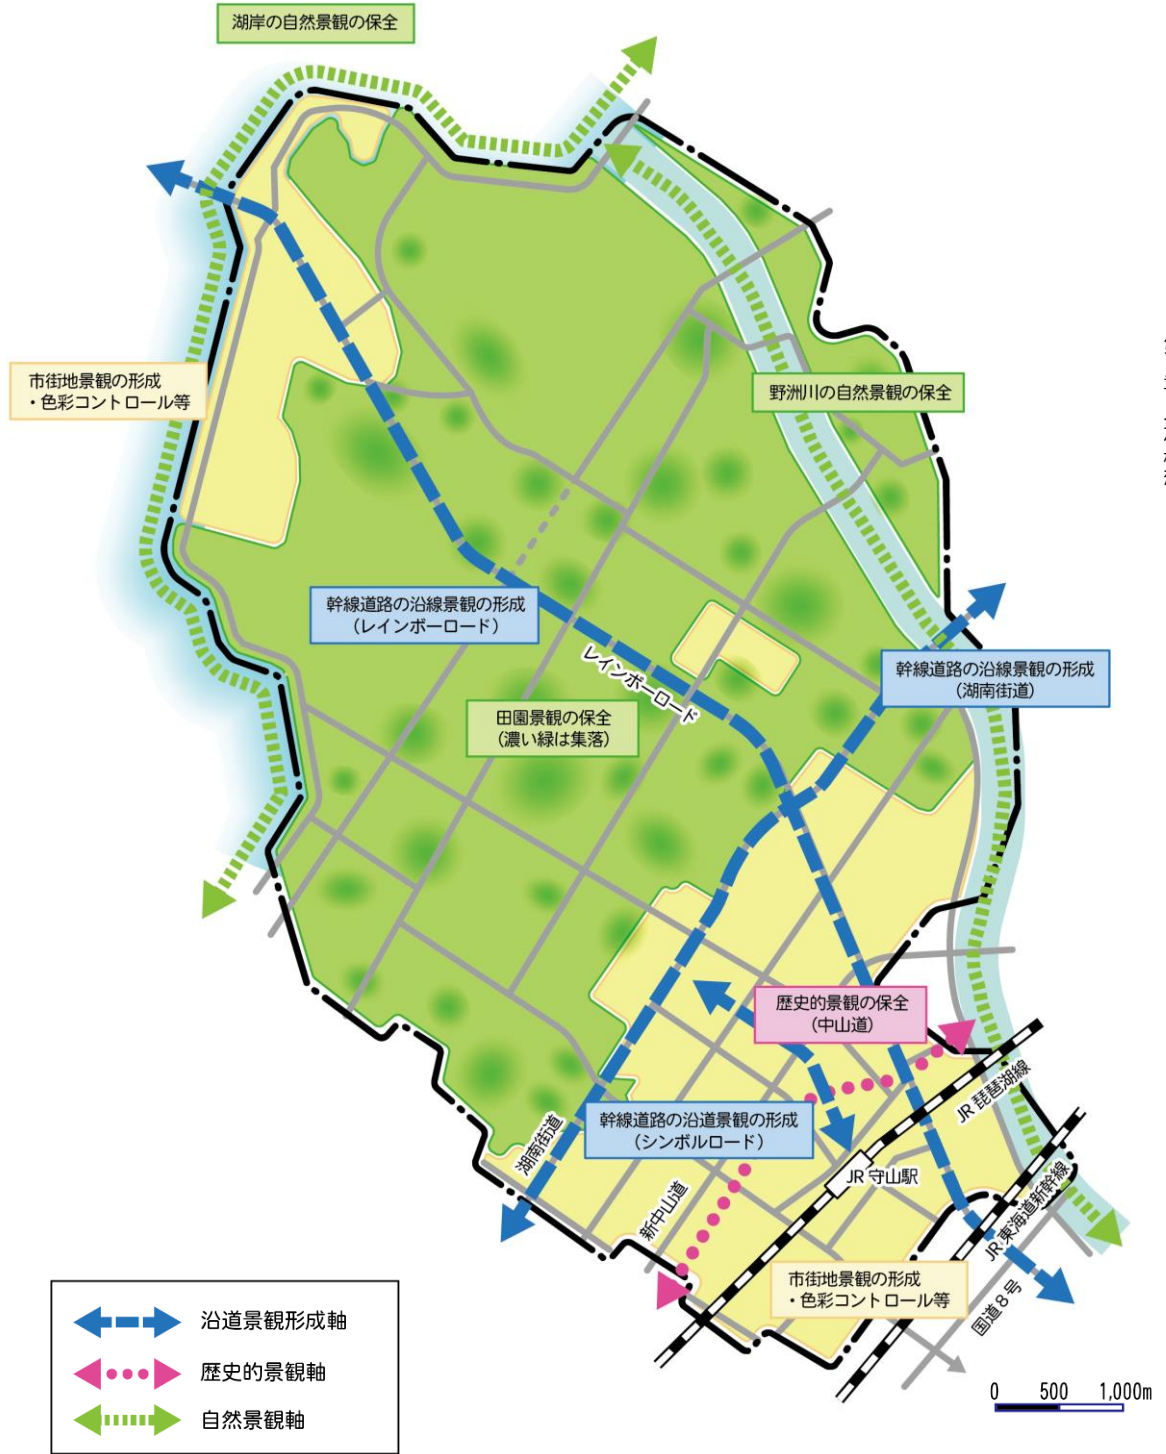 湖岸の自然景観の保全
市街地景観の形成
・色彩コントロール等
野洲川の自然景観の保全
幹線道路の沿線景観の形成
(レインボーロード)
レインボーロード
幹線道路の沿線景観の形成
(湖南街道)
田園景観の保全
(濃い緑は集落)
歴史的景観の保全
(中山道)
幹線道路の沿道景観の形成
(シンボルロード)
湖南街道
新中山道
JR 琵琶湖線
JR 守山駅
JR 東海道新幹線
国道8号
市街地景観の形成
・色彩コントロール等
沿道景観形成軸
歴史的景観軸
自然景観軸
0 500 1,000m